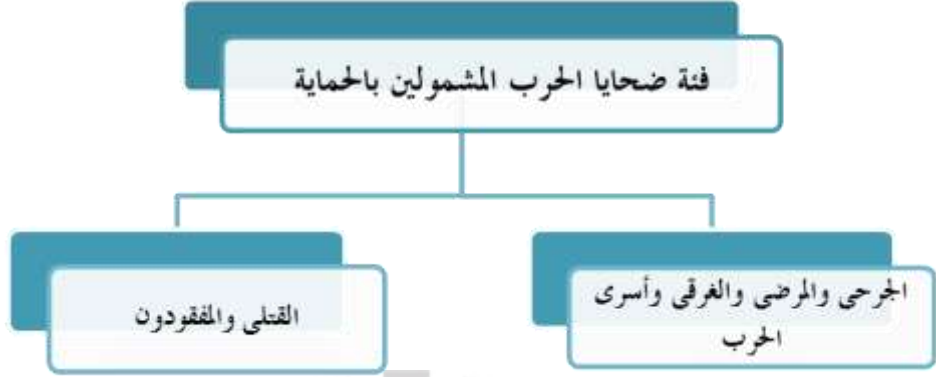 فئة ضحايا الحرب المشمولين بالحماية
الجرحى والمرضى والغرقى وأسرى
الحرب
القتلى والمفقودون